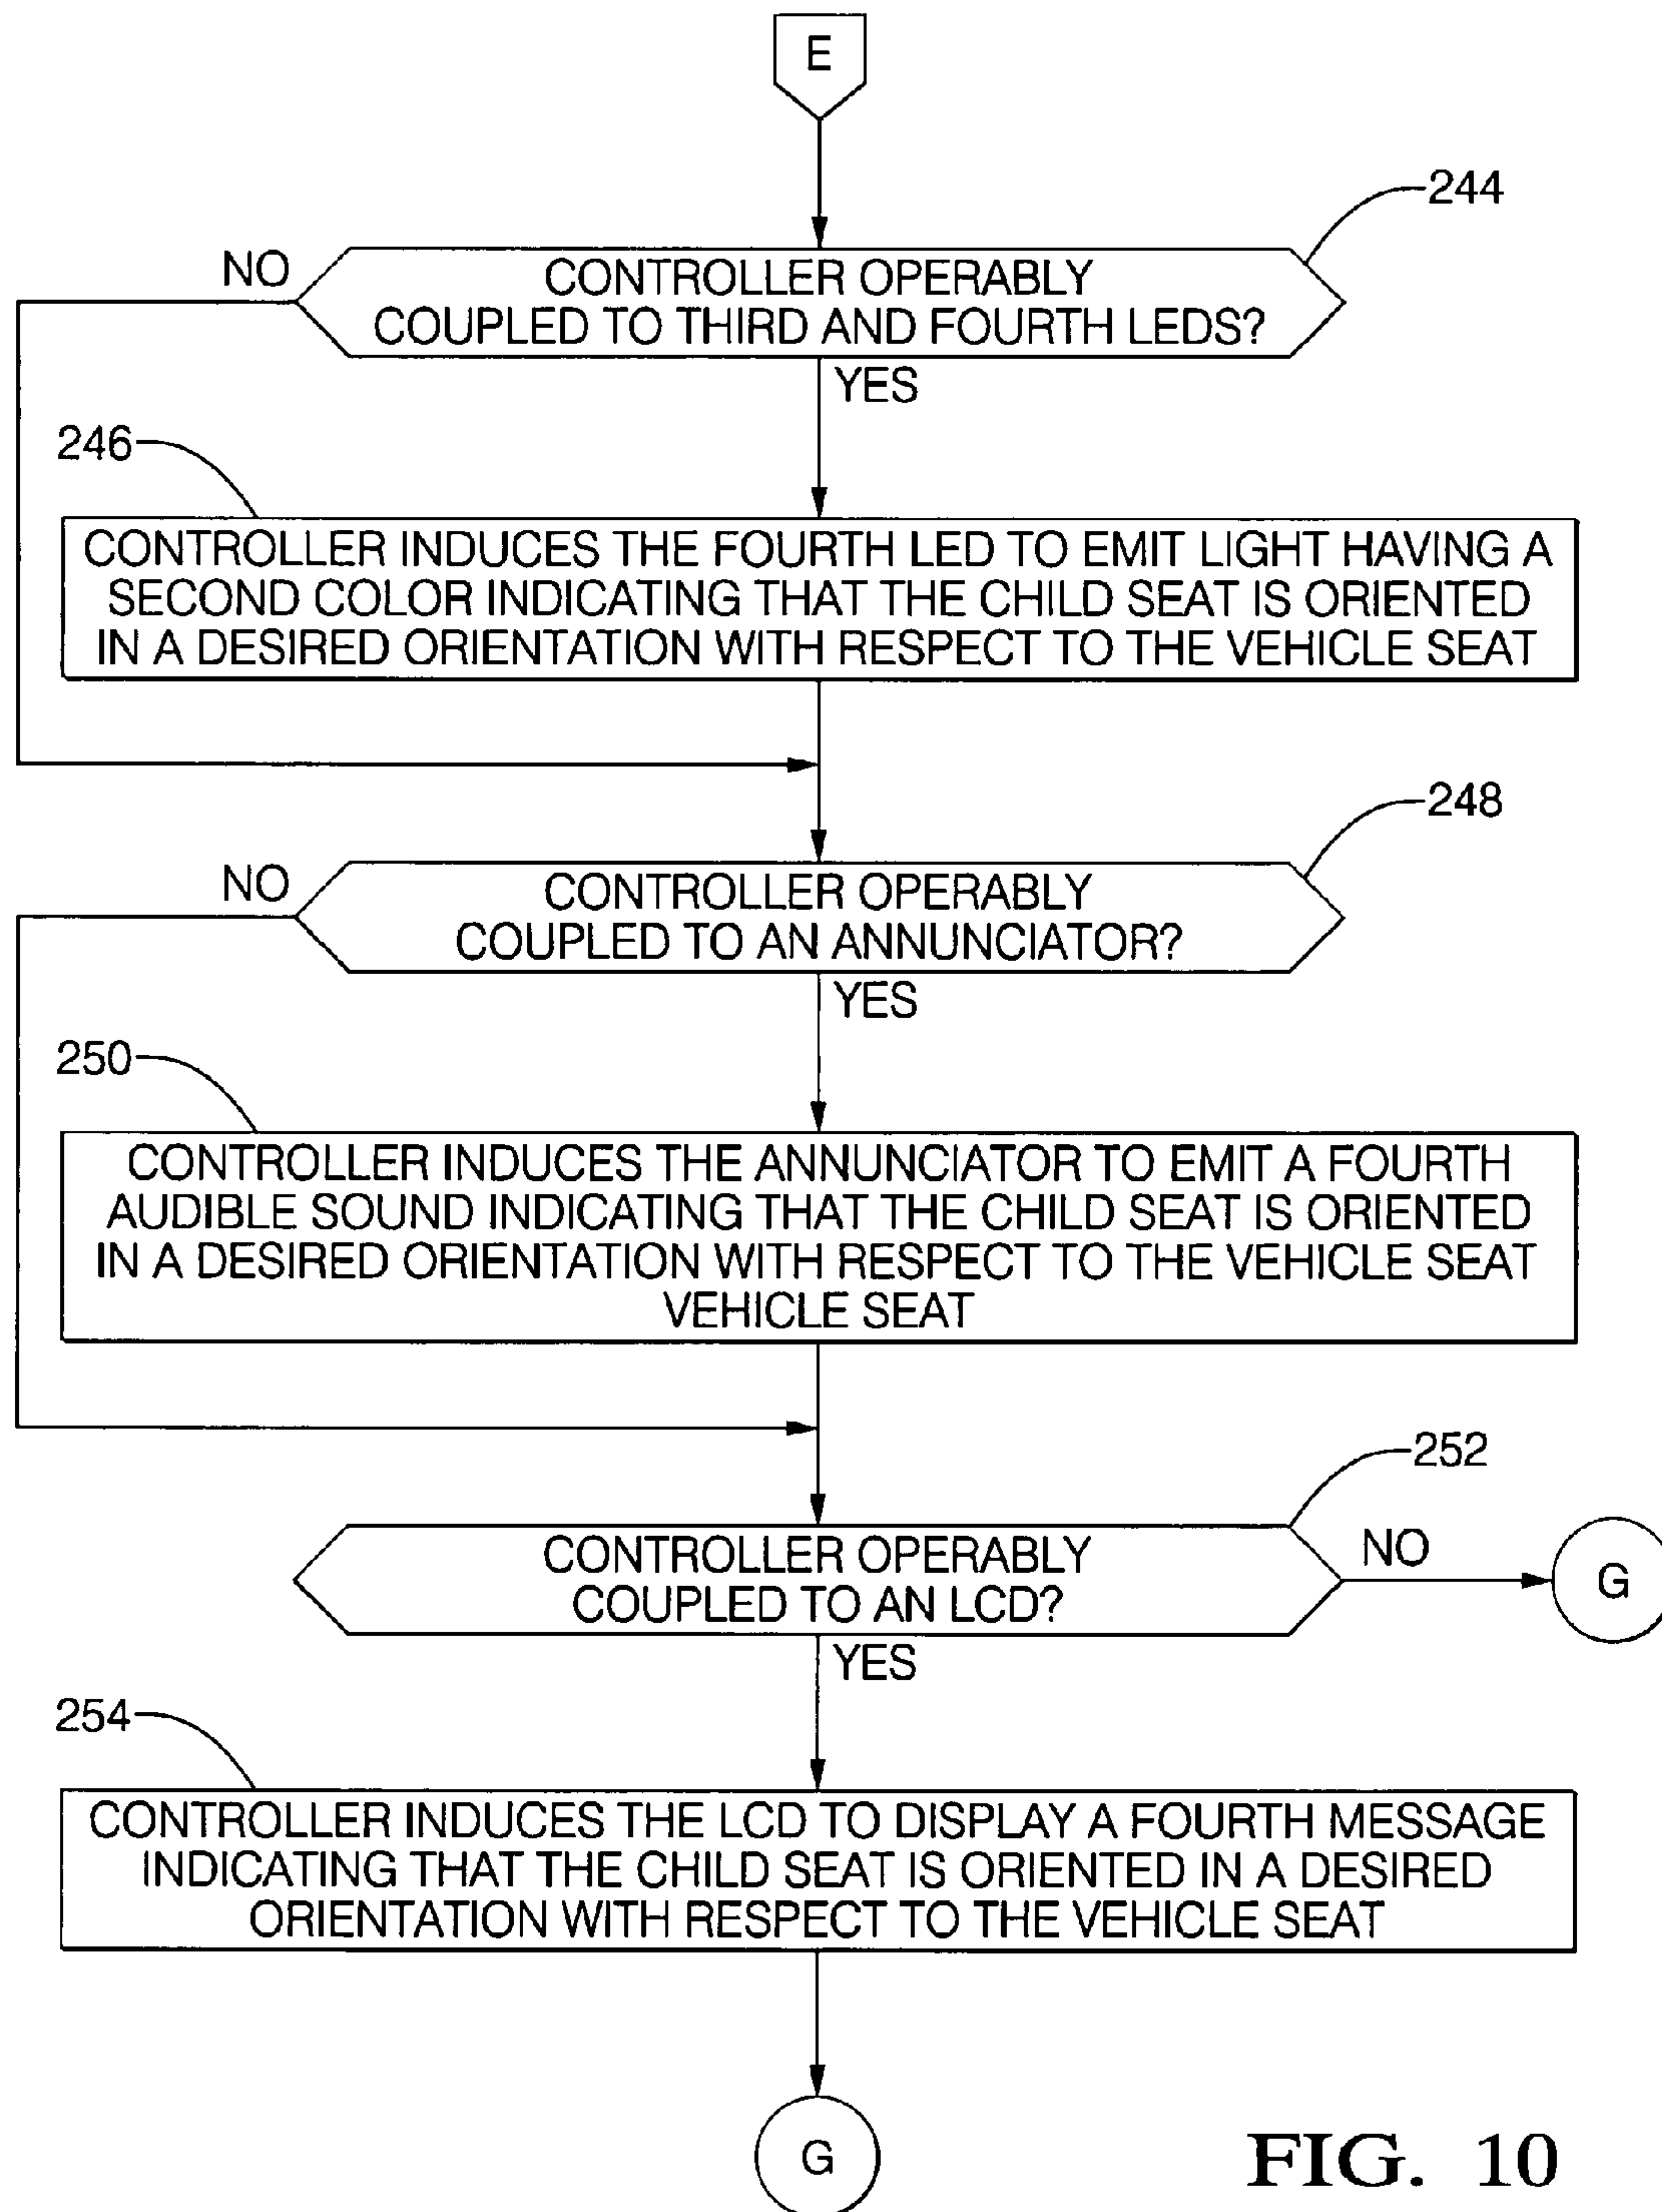 E
244
NO
CONTROLLER OPERABLY
COUPLED TO THIRD AND FOURTH LEDS?
YES
246
CONTROLLER INDUCES THE FOURTH LED TO EMIT LIGHT HAVING A
SECOND COLOR INDICATING THAT THE CHILD SEAT IS ORIENTED
IN A DESIRED ORIENTATION WITH RESPECT TO THE VEHICLE SEAT
248
NO
CONTROLLER OPERABLY
COUPLED TO AN ANNUNCIATOR?
YES
250
CONTROLLER INDUCES THE ANNUNCIATOR TO EMIT A FOURTH
AUDIBLE SOUND INDICATING THAT THE CHILD SEAT IS ORIENTED
IN A DESIRED ORIENTATION WITH RESPECT TO THE VEHICLE SEAT
VEHICLE SEAT
252
CONTROLLER OPERABLY
COUPLED TO AN LCD?
NO
G
YES
254
CONTROLLER INDUCES THE LCD TO DISPLAY A FOURTH MESSAGE
INDICATING THAT THE CHILD SEAT IS ORIENTED IN A DESIRED
ORIENTATION WITH RESPECT TO THE VEHICLE SEAT
G
FIG. 10